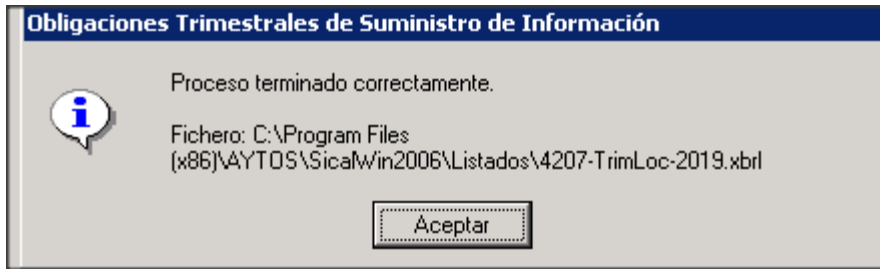 Obligaciones Trimestrales de Suministro de Información
Proceso terminado correctamente.
Fichero: C:\Program Files
(x86)\AYTOS\SicalWin2006\Listados\4207-TrimLoc-2019.xbrl
Aceptar